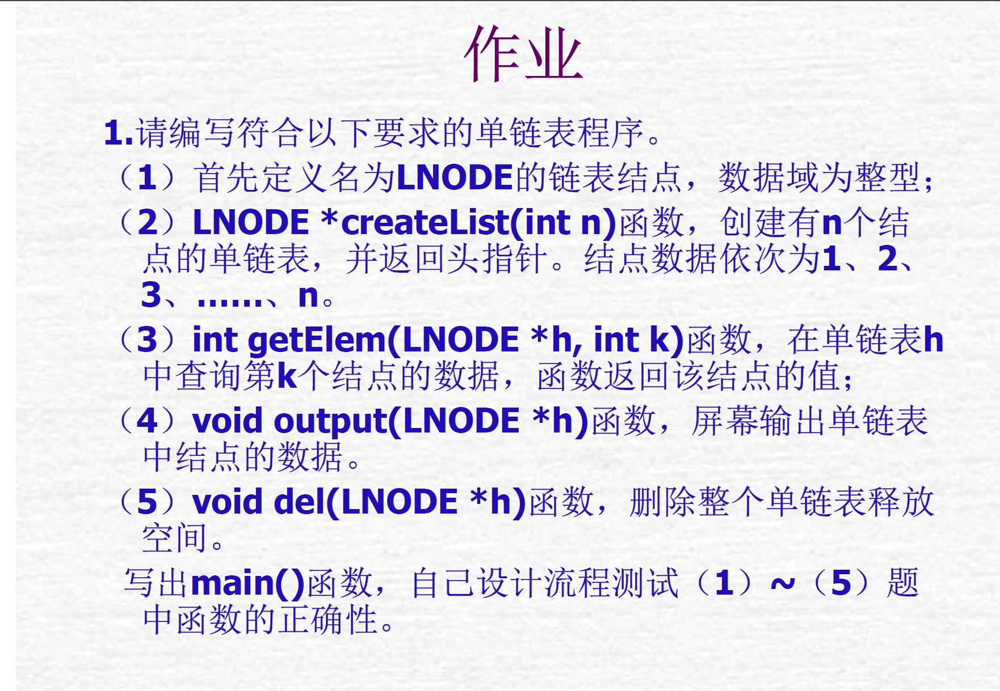 作业
1.请编写符合以下要求的单链表程序。
（1）首先定义名为LNODE的链表结点，数据域为整型；
（2）LNODE *createList(int n)函数，创建有n个结
点的单链表，并返回头指针。结点数据依次为1、2、
3、……、n。
（3）int getElem(LNODE *h, int k)函数，在单链表h
中查询第k个结点的数据，函数返回该结点的值；
（4）void output(LNODE *h)函数，屏幕输出单链表
中结点的数据。
（5）void del(LNODE *h)函数，删除整个单链表释放
空间。
写出main()函数，自己设计流程测试（1）~（5）题
中函数的正确性。